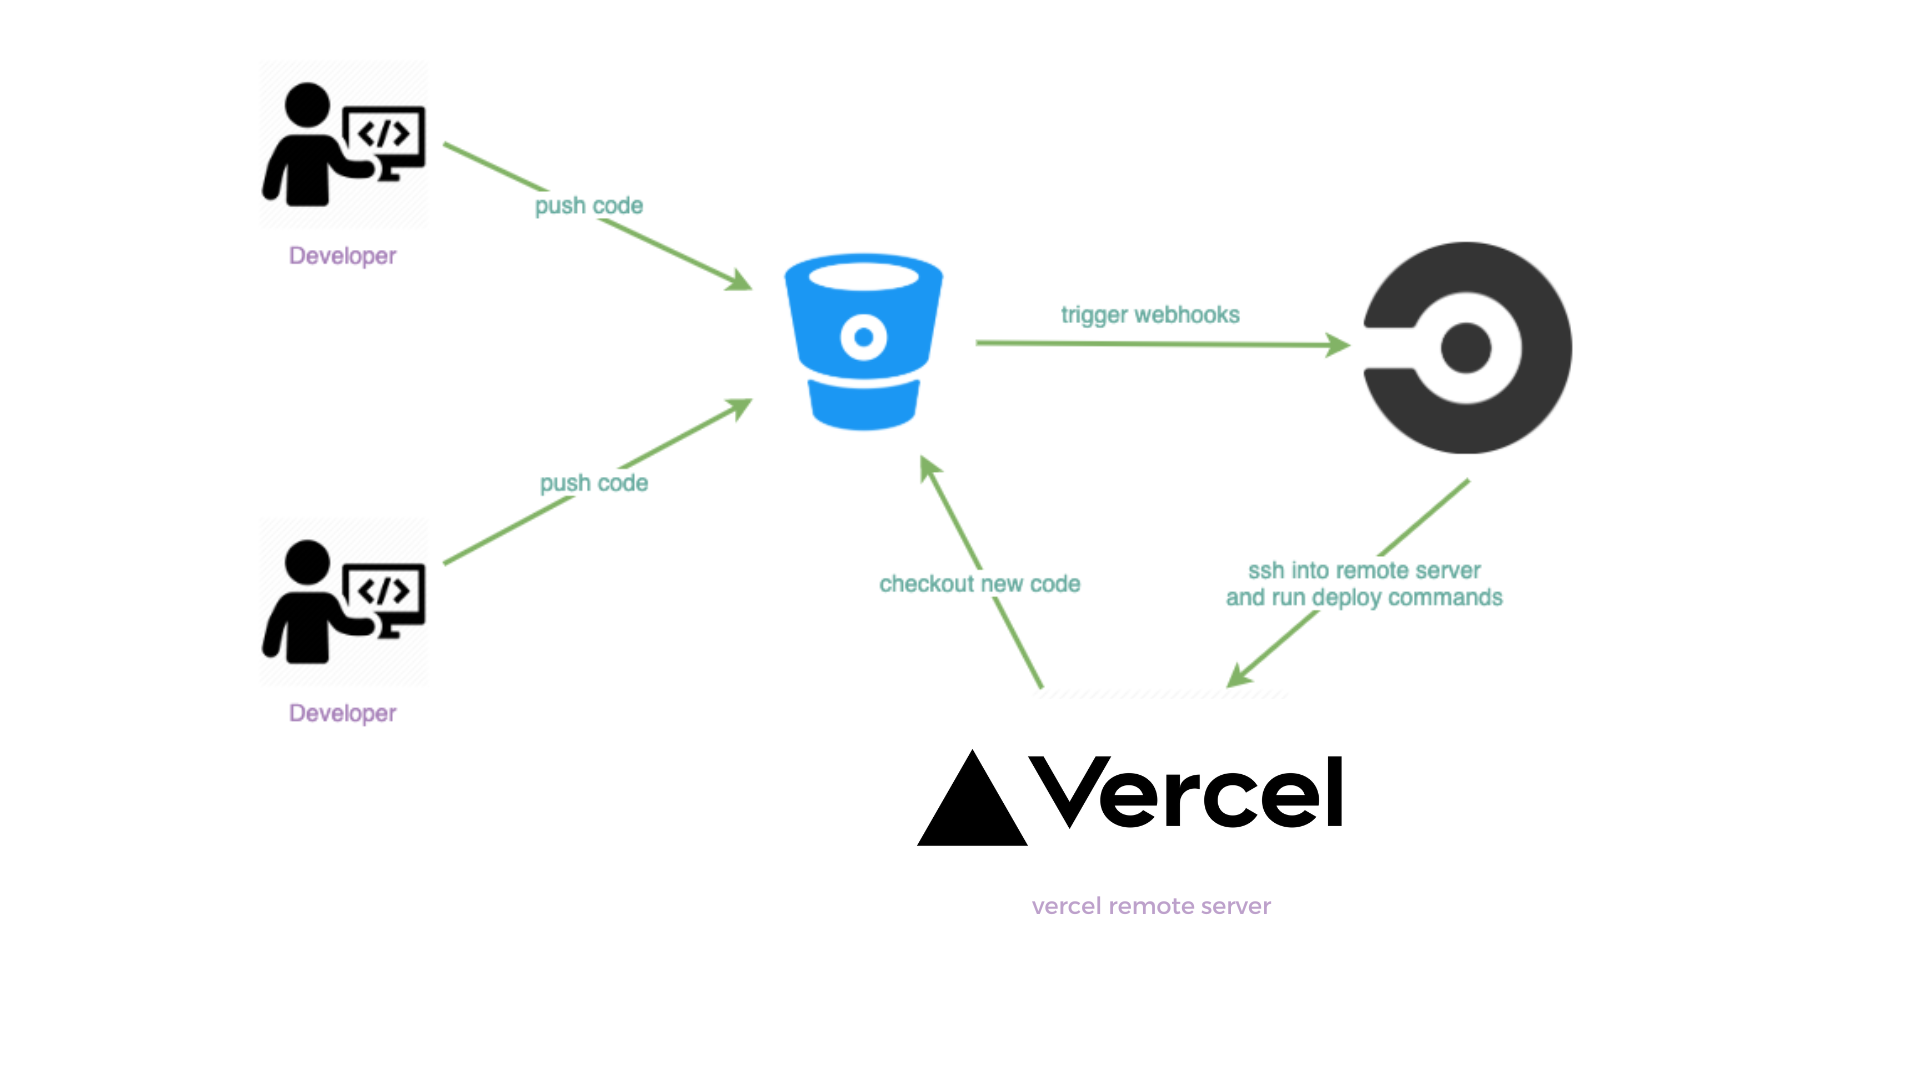 </>
push code
Developer
trigger webhooks
push code
</>
checkout new code
ssh into remote server
and run deploy commands
Developer
Vercel
vercel remote server